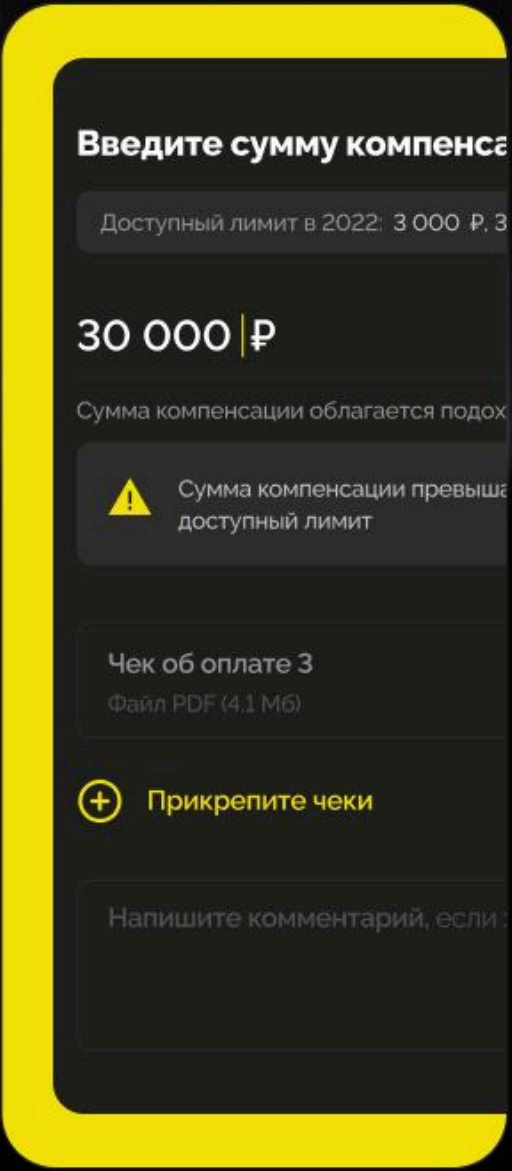 Введите сумму компенса
Доступный лимит в 2022: 3 000 ₽, 3
30 000 ₽
Сумма компенсации облагается подох
Сумма компенсации превыша
доступный лимит
Чек об оплате 3
Файл PDF (4.1 Мб)
Прикрепите чеки
Напишите комментарий, если